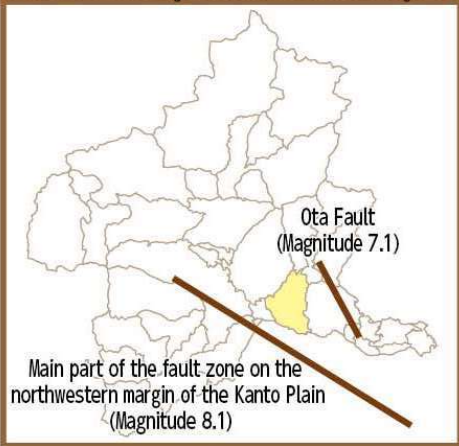 Ota Fault
(Magnitude 7.1)
Main part of the fault zone on the
northwestern margin of the Kanto Plain
(Magnitude 8.1)